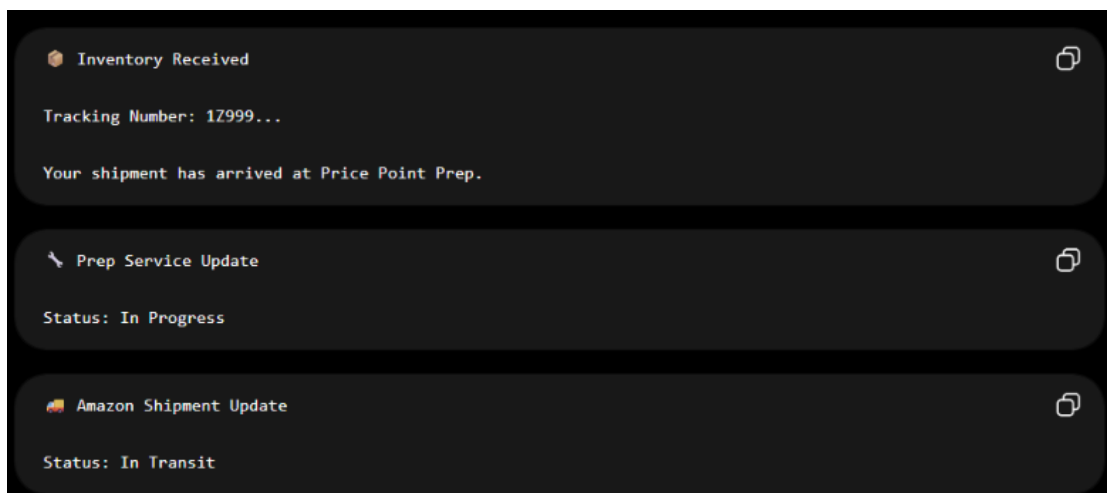 📦 Inventory Received
Tracking Number: 1Z999...
Your shipment has arrived at Price Point Prep.
🔧 Prep Service Update
Status: In Progress
🚚 Amazon Shipment Update
Status: In Transit